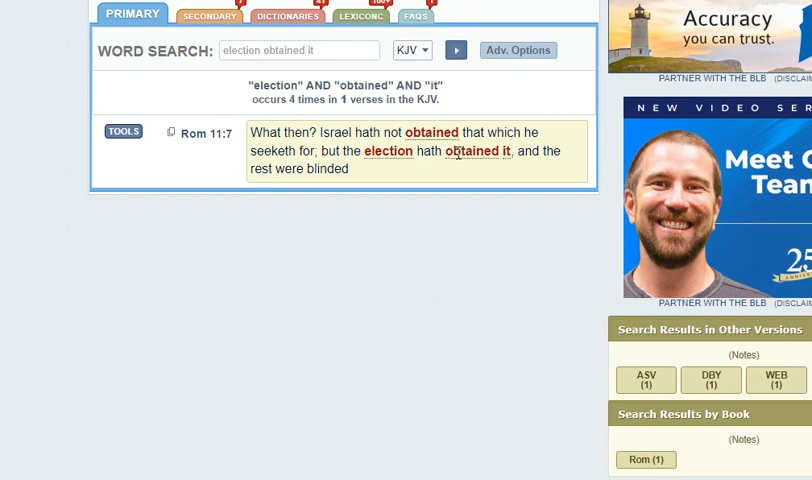 PRIMARY
SECONDARY
DICTIONARIES
LEXICONC
FAQS
WORD SEARCH: election obtained it KJV Adv. Options
"election" AND "obtained" AND "it"
occurs 4 times in 1 verses in the KJV.
TOOLS
Rom 11:7
What then? Israel hath not obtained that which he
seeketh for; but the election hath obtained it, and the
rest were blinded
Accuracy
you can trust.
PARTNER WITH THE BLB (DISCLAIM
NEW VIDEO SER
Meet O
Team
25
ANNIVERS
PARTNER WITH THE BLB (DISCLAIM
Search Results in Other Versions
(Notes)
ASV
(1)
DBY
(1)
WEB
(1)
Search Results by Book
(Notes)
Rom (1)